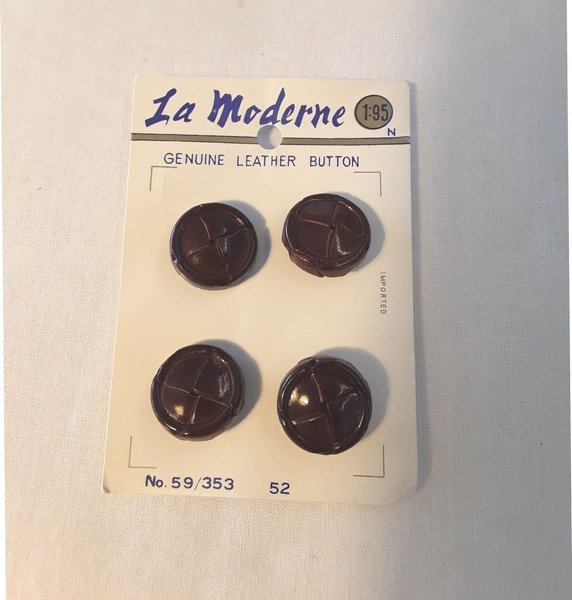 La Moderne 1.95
N
GENUINE LEATHER BUTTON
IMPORTED
No. 59/353 52